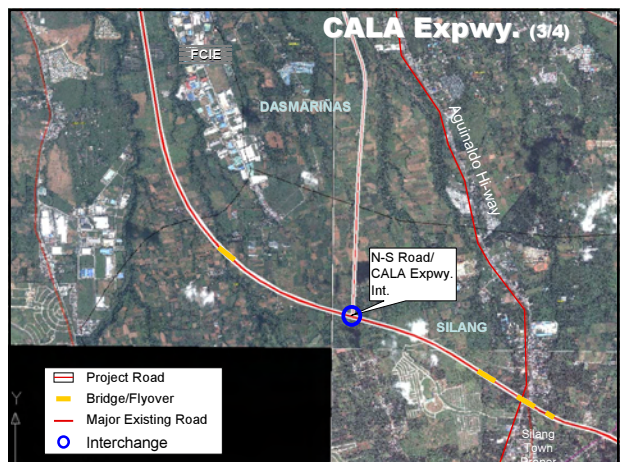 CALA Expwy. (3/4)
FCIE
DASMARIÑAS
Aguinaldo Hi-way
N-S Road/
CALA Expwy.
Int.
SILANG
Project Road
Bridge/Flyover
Major Existing Road
Interchange
Y
Silang
Town
Proper